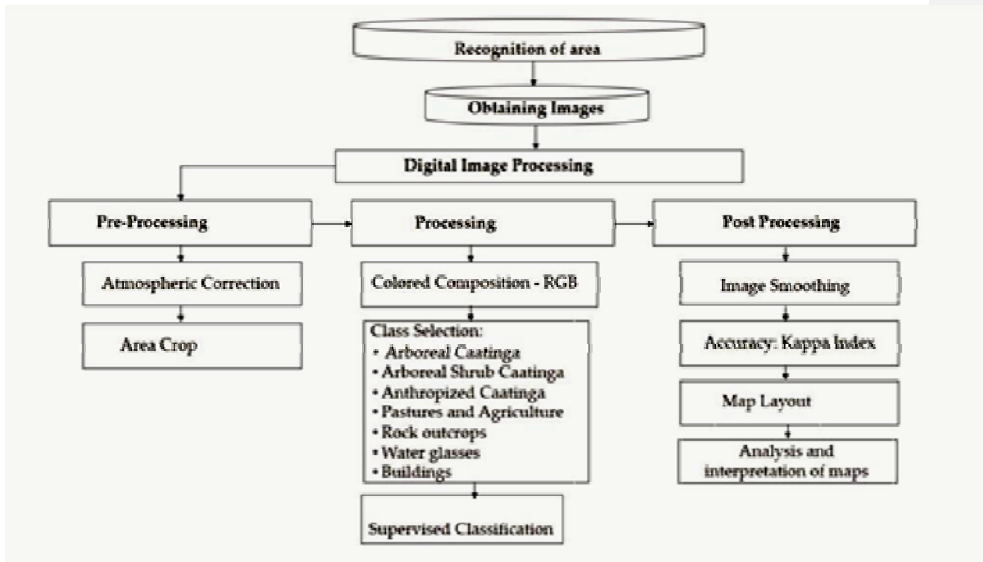 Recognition of area
Obtaining Images
Digital Image Processing
Pre-Processing
Processing
Post Processing
Atmospheric Correction
Area Crop
Colored Composition - RGB
Class Selection:
• Arboreal Caatinga
• Arboreal Shrub Caatinga
• Anthropized Caatinga
• Pastures and Agriculture
• Rock outcrops
• Water glasses
• Buildings
Supervised Classification
Image Smoothing
Accuracy: Kappa Index
Map Layout
Analysis and
interpretation of maps